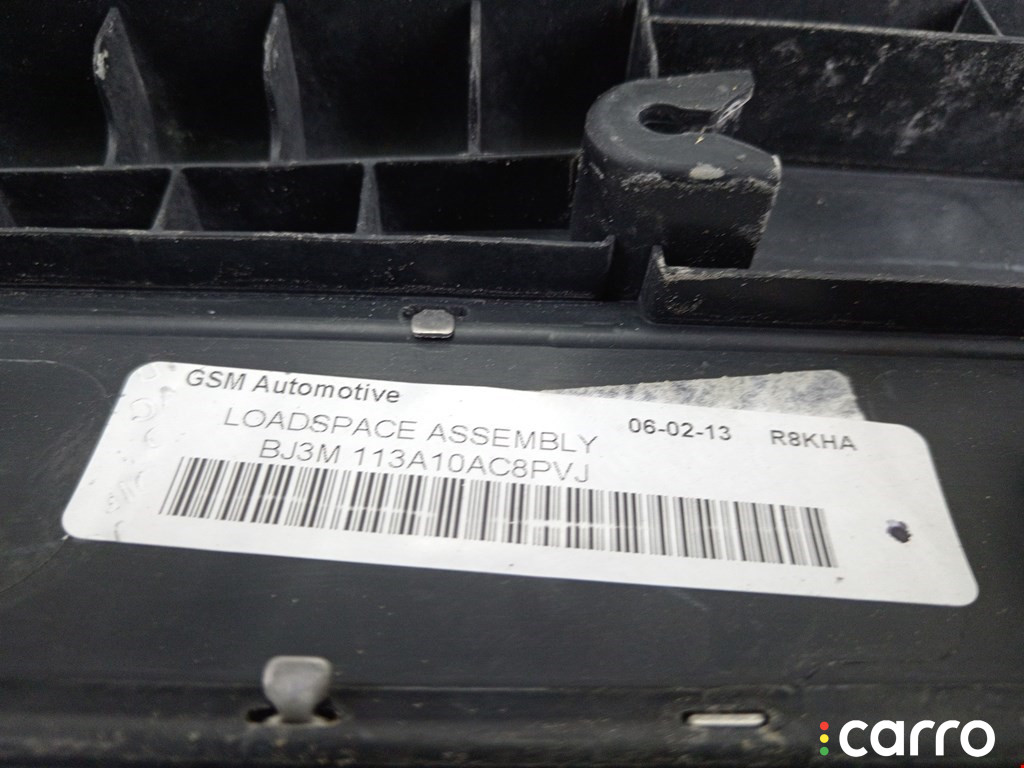 GSM Automotive
LOADSPACE ASSEMBLY 06-02-13 R8KHA
BJ3M 113A10AC8PVJ
carro